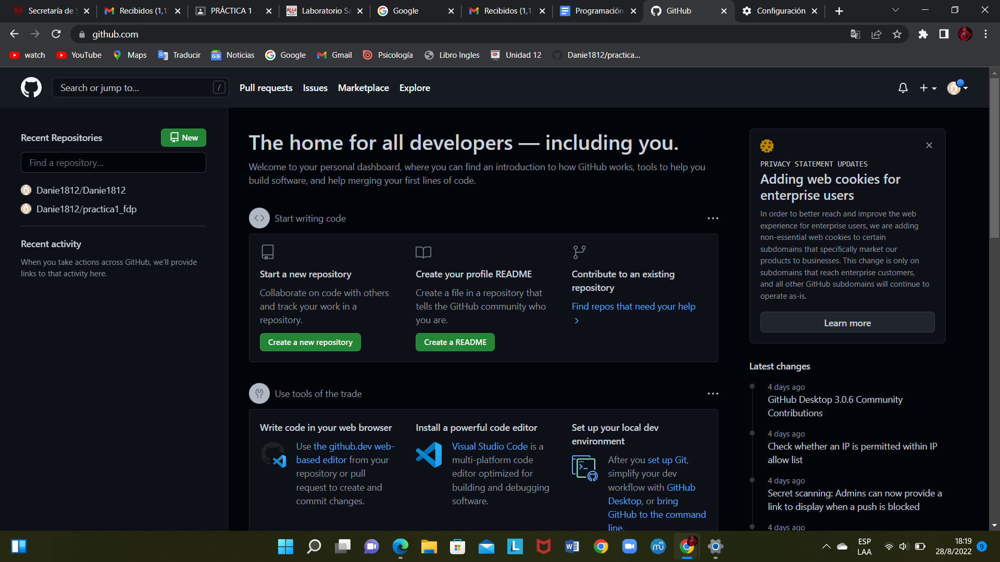 Secretaría de S
Recibidos (1,1
PRÁCTICA 1
Laboratorio Sa
Google
Recibidos (1,1
Programación
GitHub
Configuración
github.com
watch
YouTube
Maps
Traducir
Noticias
Google
Gmail
Psicología
Libro Ingles
Unidad 12
Danie1812/practica...
Search or jump to...
/
Pull requests
Issues
Marketplace
Explore
Recent Repositories
New
Find a repository...
Danie1812/Danie1812
Danie1812/practica1_fdp
Recent activity
When you take actions across GitHub, we'll provide
links to that activity here.
The home for all developers — including you.
Welcome to your personal dashboard, where you can find an introduction to how GitHub works, tools to help you
build software, and help merging your first lines of code.
Start writing code
Start a new repository
Collaborate on code with others
and track your work in a
repository.
Create a new repository
Create your profile README
Create a file in a repository that
tells the GitHub community who
you are.
Create a README
Contribute to an existing
repository
Find repos that need your help
Use tools of the trade
Write code in your web browser
Use the github.dev web-
based editor from your
repository or pull
request to create and
commit changes.
Install a powerful code editor
Visual Studio Code is a
multi-platform code
editor optimized for
building and debugging
software.
Set up your local dev
environment
After you set up Git,
simplify your dev
workflow with GitHub
Desktop, or bring
GitHub to the command
line.
PRIVACY STATEMENT UPDATES
Adding web cookies for
enterprise users
In order to better reach and improve the web
experience for enterprise users, we are adding
non-essential web cookies to certain
subdomains that specifically market our
products to businesses. This change is only on
subdomains that reach enterprise customers,
and all other GitHub subdomains will continue to
operate as-is.
Learn more
Latest changes
4 days ago
GitHub Desktop 3.0.6 Community
Contributions
4 days ago
Check whether an IP is permitted within IP
allow list
4 days ago
Secret scanning: Admins can now provide a
link to display when a push is blocked
4 days ago
ESP
LAA
18:19
28/8/2022
9